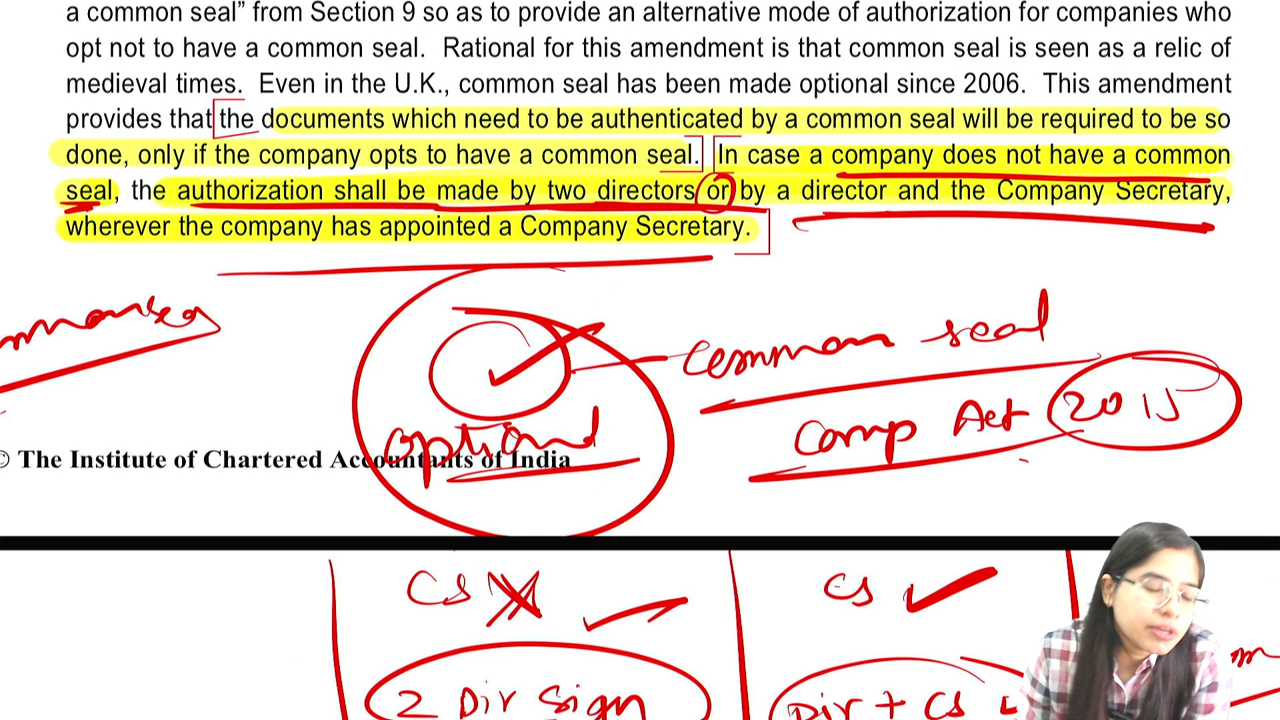 a common seal” from Section 9 so as to provide an alternative mode of authorization for companies who
opt not to have a common seal. Rational for this amendment is that common seal is seen as a relic of
medieval times. Even in the U.K., common seal has been made optional since 2006. This amendment
provides that the documents which need to be authenticated by a common seal will be required to be so
done, only if the company opts to have a common seal. In case a company does not have a common
seal, the authorization shall be made by two directors or by a director and the Company Secretary,
wherever the company has appointed a Company Secretary.
common seal
Comp Act 2015
optional
© The Institute of Chartered Accountants of India
CS
CS
2 Dir Sign
Dir + CS